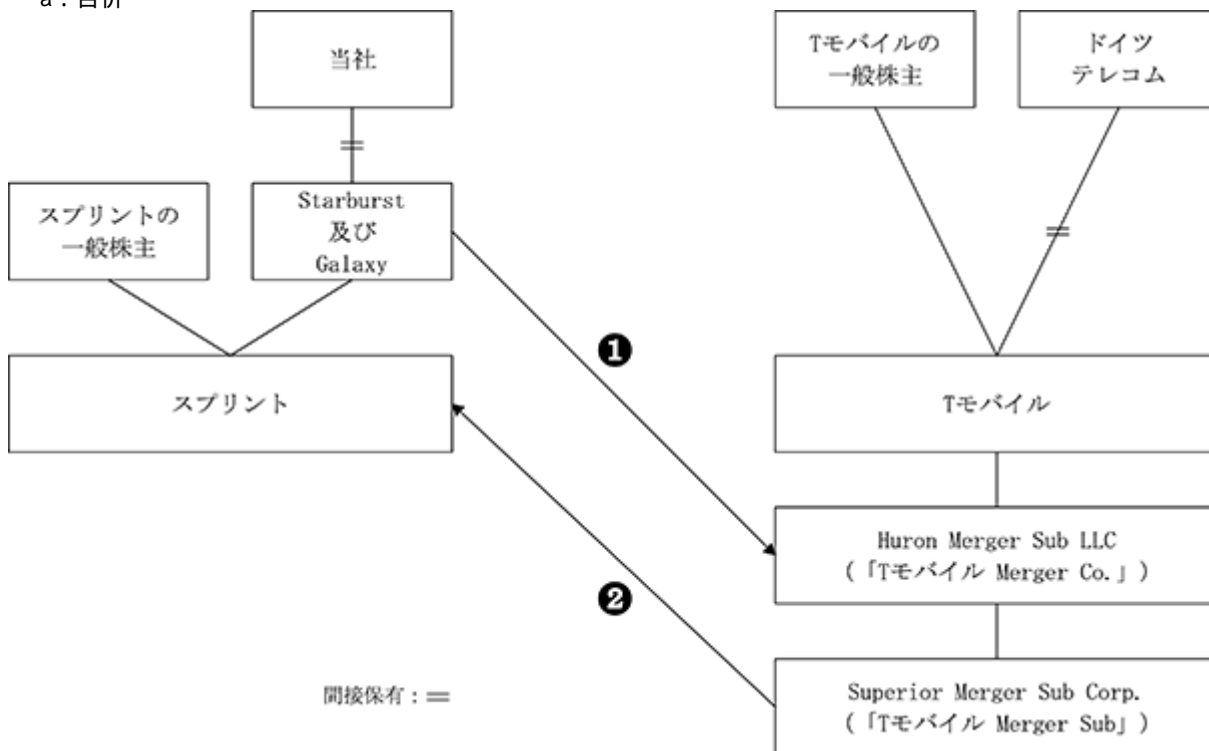 a：合併
当社
Tモバイルの
一般株主
ドイツ
テレコム
スプリントの
一般株主
Starburst
及び
Galaxy
❶
スプリント
Tモバイル
Huron Merger Sub LLC
(「Tモバイル Merger Co.」)
❷
間接保有：＝
Superior Merger Sub Corp.
(「Tモバイル Merger Sub」)